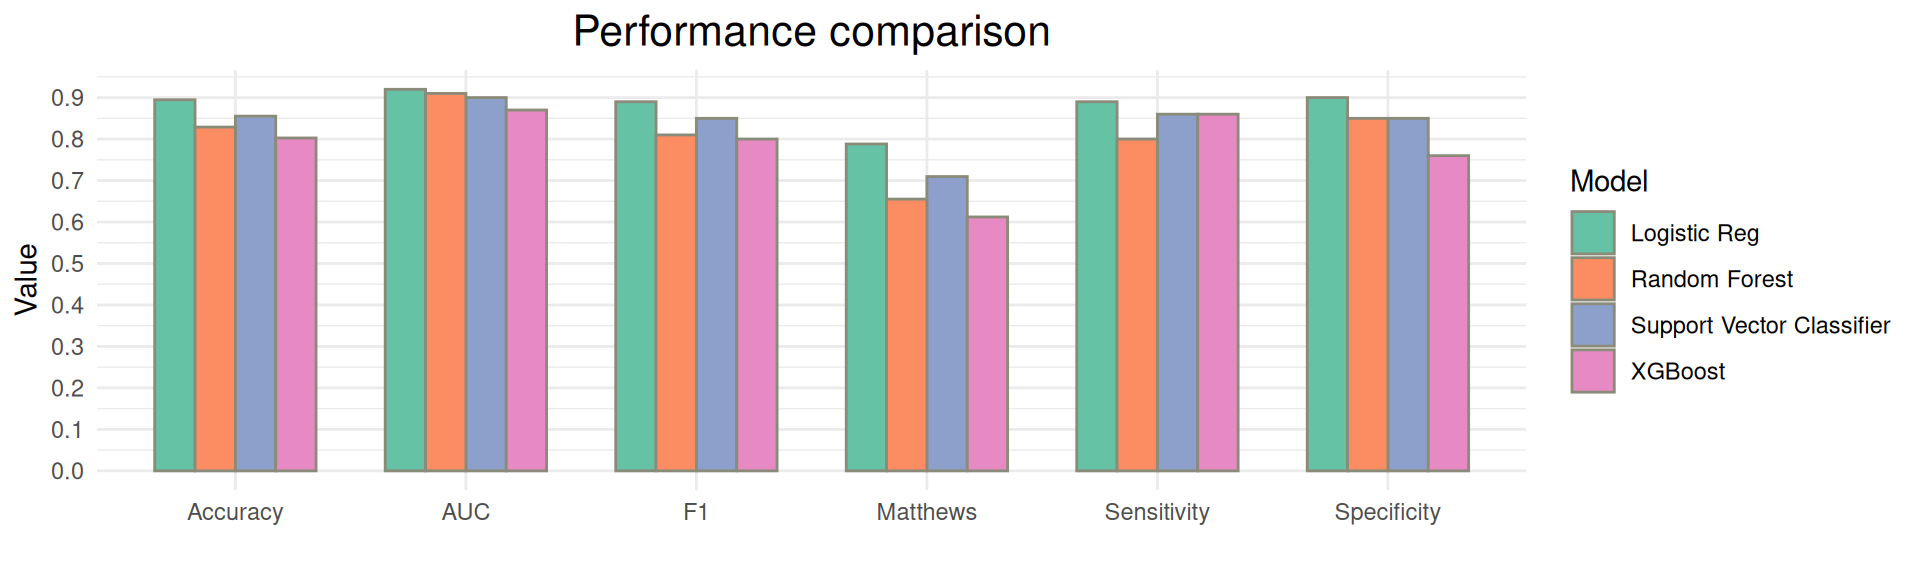 Performance comparison
Value
0.9
0.8
0.7
0.6
0.5
0.4
0.3
0.2
0.1
0.0
Accuracy
AUC
F1
Matthews
Sensitivity
Specificity
Model
Logistic Reg
Random Forest
Support Vector Classifier
XGBoost